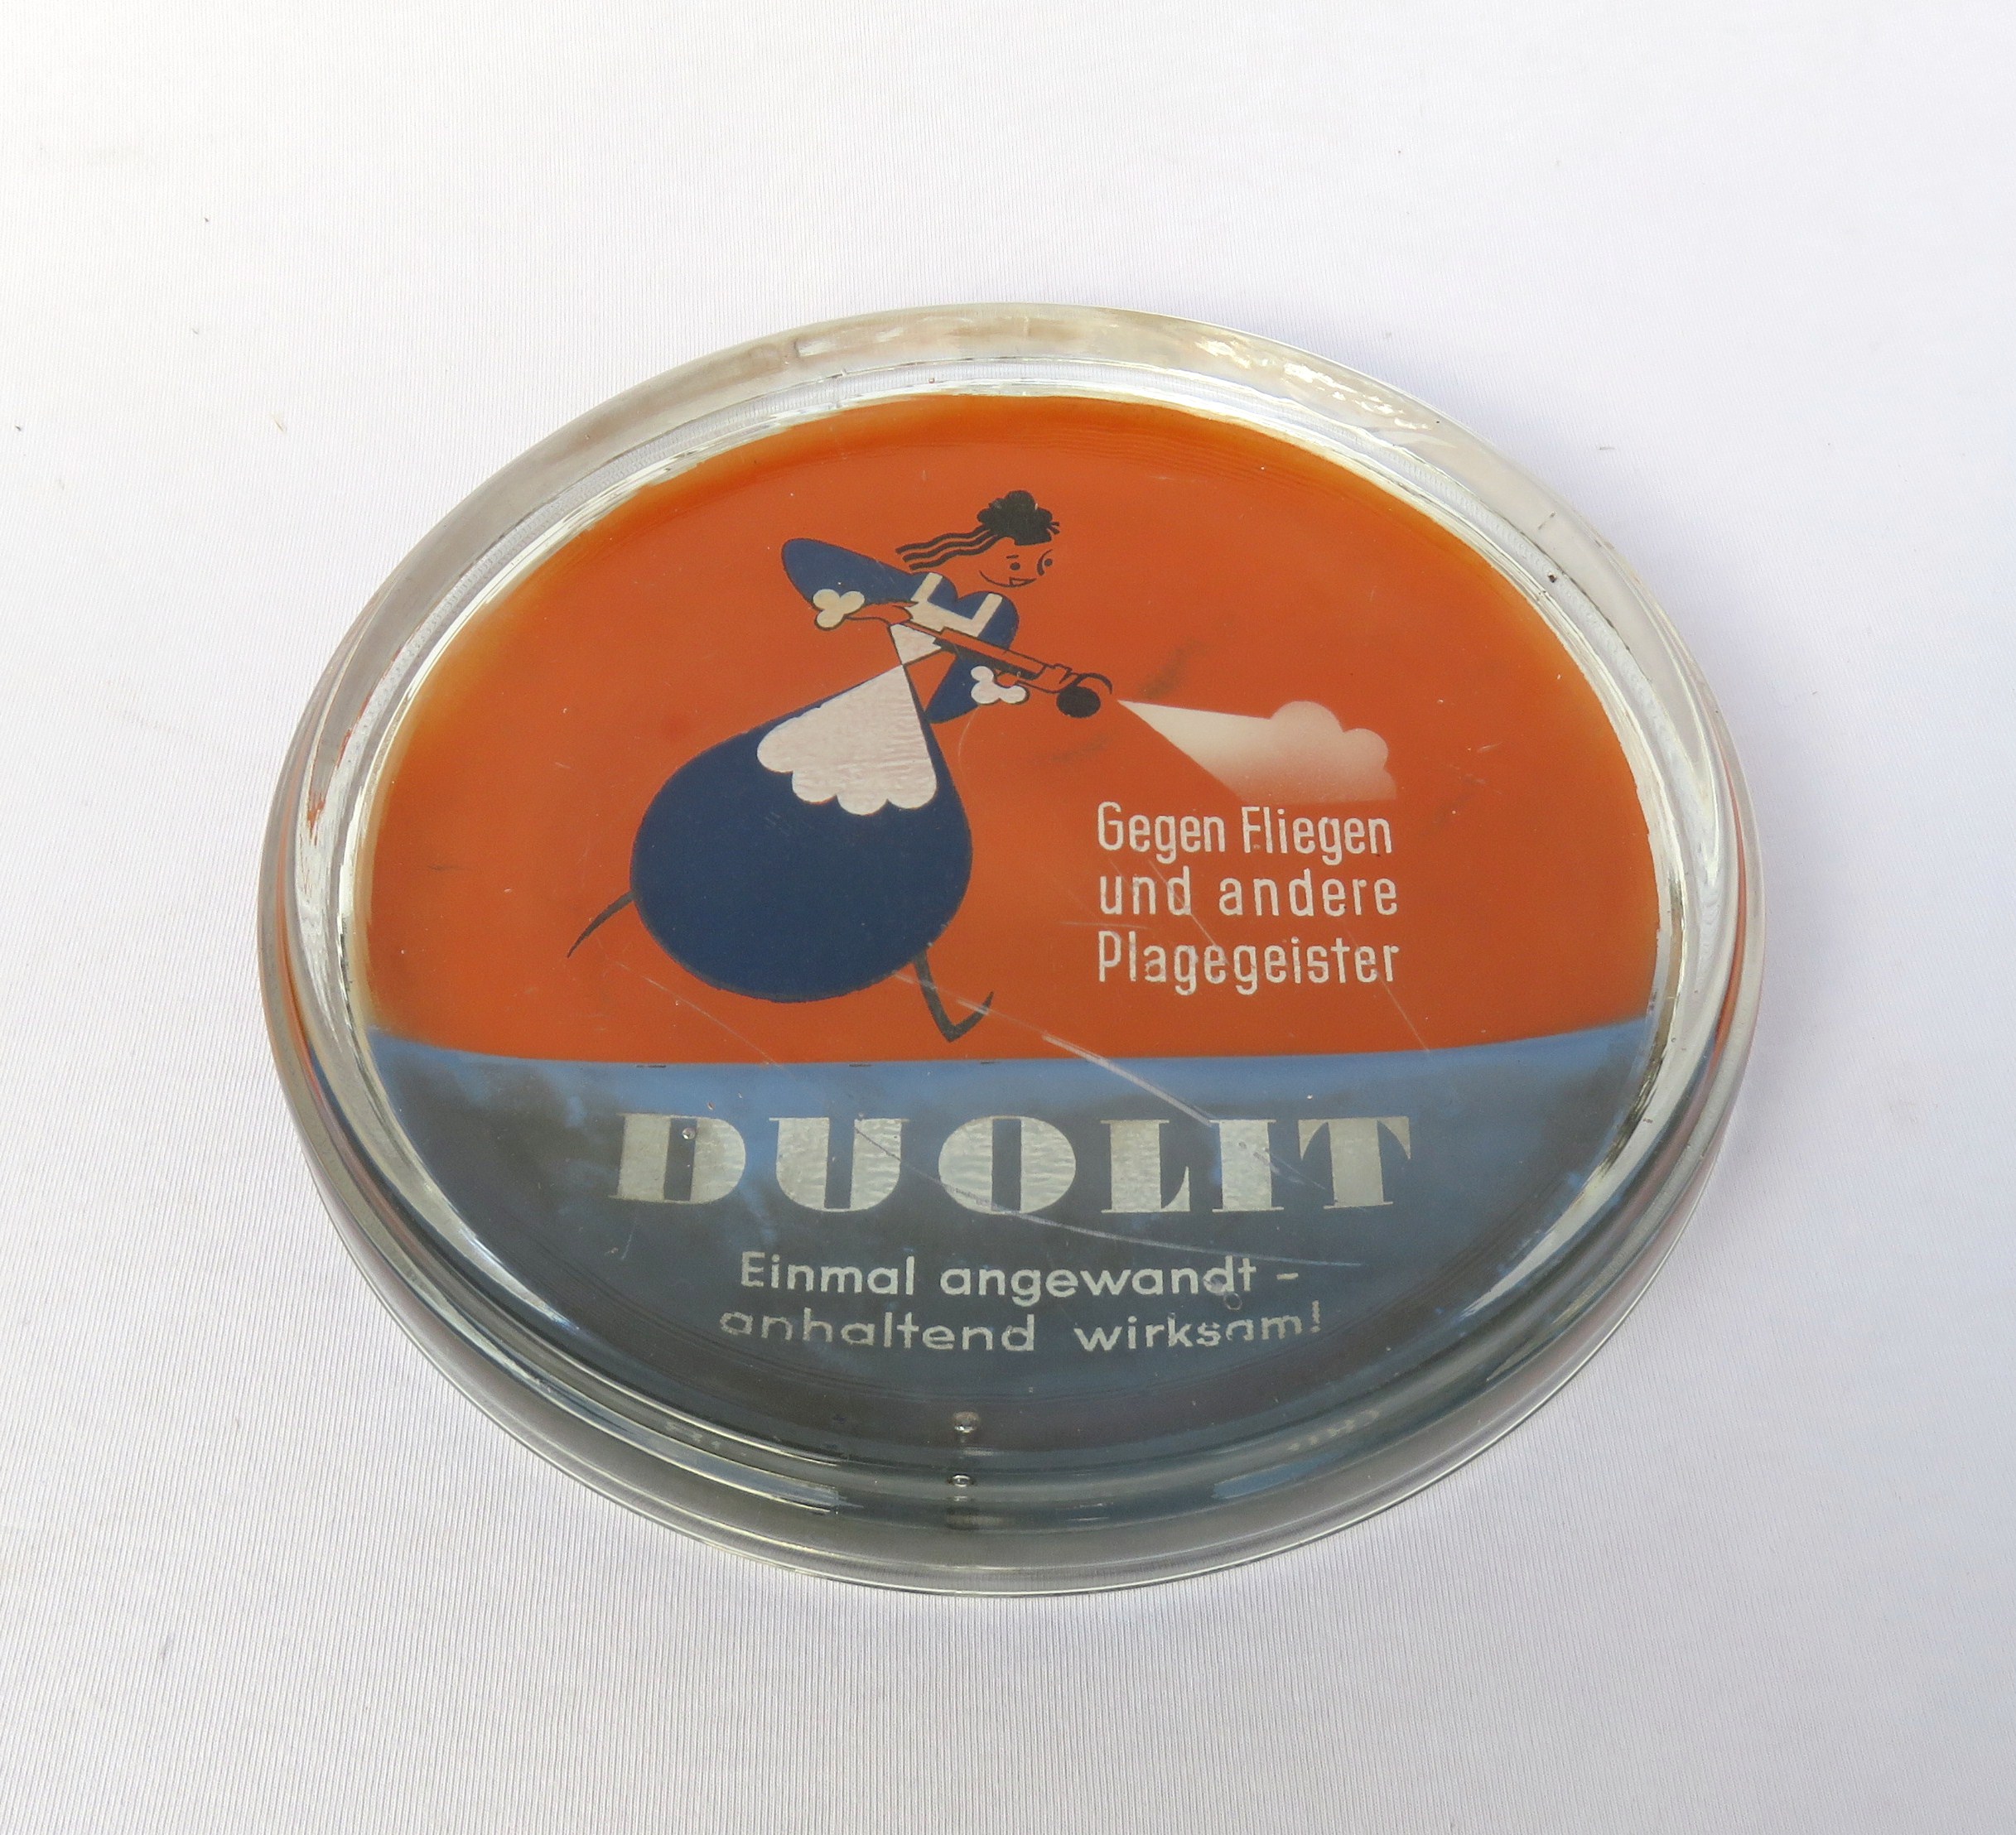 Gegen Fliegen
und andere
Plagegeister
DUOLIT
Einmal angewandt –
anhaltend wirksam!